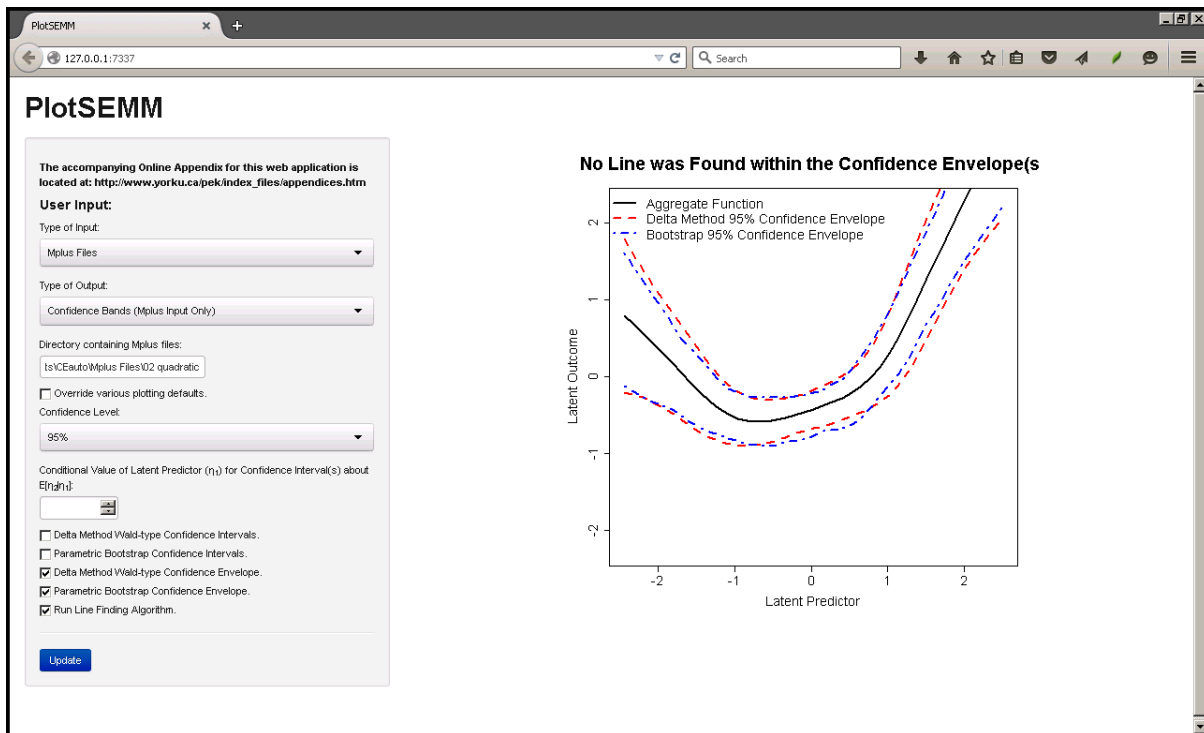 PlotSEMM
127.0.0.1:7337
Search
PlotSEMM
The accompanying Online Appendix for this web application is
located at: http://www.yorku.ca/pek/index_files/appendices.htm
User Input:
Type of Input:
Mplus Files
Type of Output:
Confidence Bands (Mplus Input Only)
Directory containing Mplus files:
ts\CEauto\Mplus Files\02 quadratic
Override various plotting defaults.
Confidence Level:
95%
Conditional Value of Latent Predictor (η1) for Confidence Interval(s) about
E[η2|η1]:
Delta Method Wald-type Confidence Intervals.
Parametric Bootstrap Confidence Intervals.
Delta Method Wald-type Confidence Envelope.
Parametric Bootstrap Confidence Envelope.
Run Line Finding Algorithm.
Update
No Line was Found within the Confidence Envelope(s
Aggregate Function
Delta Method 95% Confidence Envelope
Bootstrap 95% Confidence Envelope
Latent Outcome
2
1
0
-1
-2
-2
-1
0
1
2
Latent Predictor